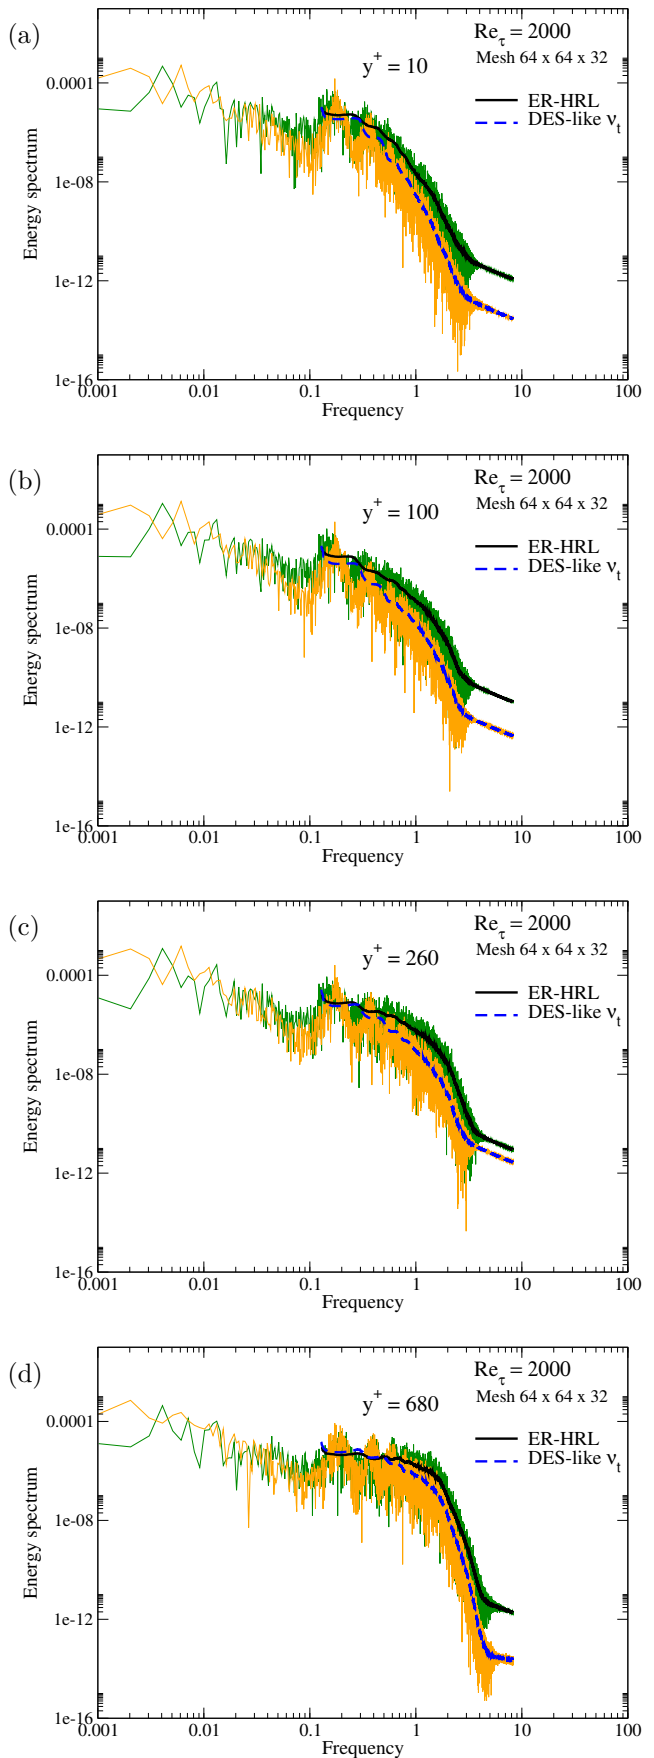 (a)
Re_τ = 2000
y⁺ = 10
Mesh 64 x 64 x 32
0.0001
ER-HRL
DES-like ν_t
1e-08
Energy spectrum
1e-12
1e-16
0.001 0.01 0.1 1 10 100
Frequency
(b)
Re_τ = 2000
y⁺ = 100
Mesh 64 x 64 x 32
0.0001
ER-HRL
DES-like ν_t
1e-08
Energy spectrum
1e-12
1e-16
0.001 0.01 0.1 1 10 100
Frequency
(c)
Re_τ = 2000
y⁺ = 260
Mesh 64 x 64 x 32
0.0001
ER-HRL
DES-like ν_t
1e-08
Energy spectrum
1e-12
1e-16
0.001 0.01 0.1 1 10 100
Frequency
(d)
Re_τ = 2000
y⁺ = 680
Mesh 64 x 64 x 32
0.0001
ER-HRL
DES-like ν_t
1e-08
Energy spectrum
1e-12
1e-16
0.001 0.01 0.1 1 10 100
Frequency